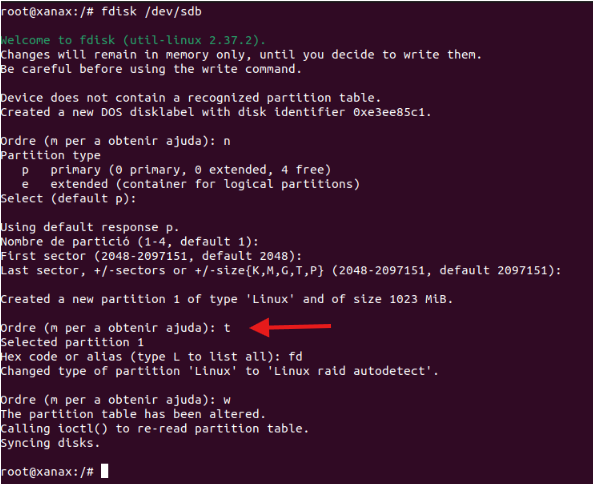 root@xanax:/# fdisk /dev/sdb
Welcome to fdisk (util-linux 2.37.2).
Changes will remain in memory only, until you decide to write them.
Be careful before using the write command.
Device does not contain a recognized partition table.
Created a new DOS disklabel with disk identifier 0xe3ee85c1.
Ordre (m per a obtenir ajuda): n
Partition type
   p   primary (0 primary, 0 extended, 4 free)
   e   extended (container for logical partitions)
Select (default p):
Using default response p.
Nombre de partició (1-4, default 1):
First sector (2048-2097151, default 2048):
Last sector, +/-sectors or +/-size{K,M,G,T,P} (2048-2097151, default 2097151):
Created a new partition 1 of type 'Linux' and of size 1023 MiB.
Ordre (m per a obtenir ajuda): t
Selected partition 1
Hex code or alias (type L to list all): fd
Changed type of partition 'Linux' to 'Linux raid autodetect'.
Ordre (m per a obtenir ajuda): w
The partition table has been altered.
Calling ioctl() to re-read partition table.
Syncing disks.
root@xanax:/#